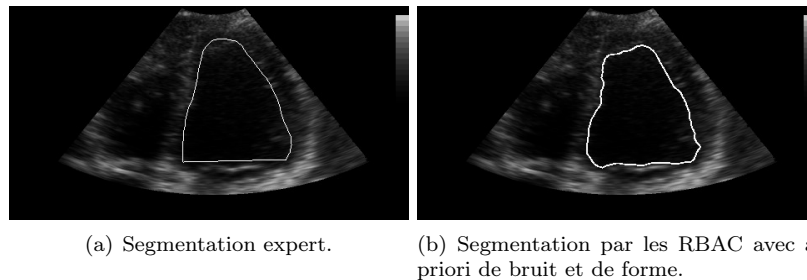 (a) Segmentation expert.
(b) Segmentation par les RBAC avec a
priori de bruit et de forme.